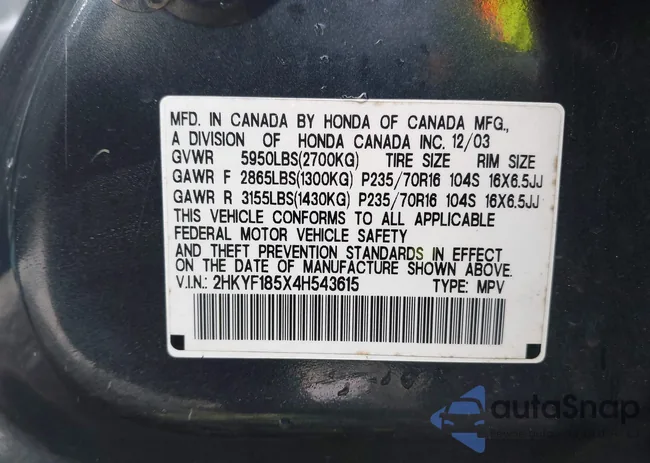 MFD. IN CANADA BY HONDA OF CANADA MFG.,
A DIVISION OF HONDA CANADA INC. 12/03
GVWR 5950LBS(2700KG) TIRE SIZE RIM SIZE
GAWR F 2865LBS(1300KG) P235/70R16 104S 16X6.5JJ
GAWR R 3155LBS(1430KG) P235/70R16 104S 16X6.5JJ
THIS VEHICLE CONFORMS TO ALL APPLICABLE
FEDERAL MOTOR VEHICLE SAFETY
AND THEFT PREVENTION STANDARDS IN EFFECT
ON THE DATE OF MANUFACTURE SHOWN ABOVE.
V.I.N.: 2HKYF185X4H543615 TYPE: MPV
autoSnap